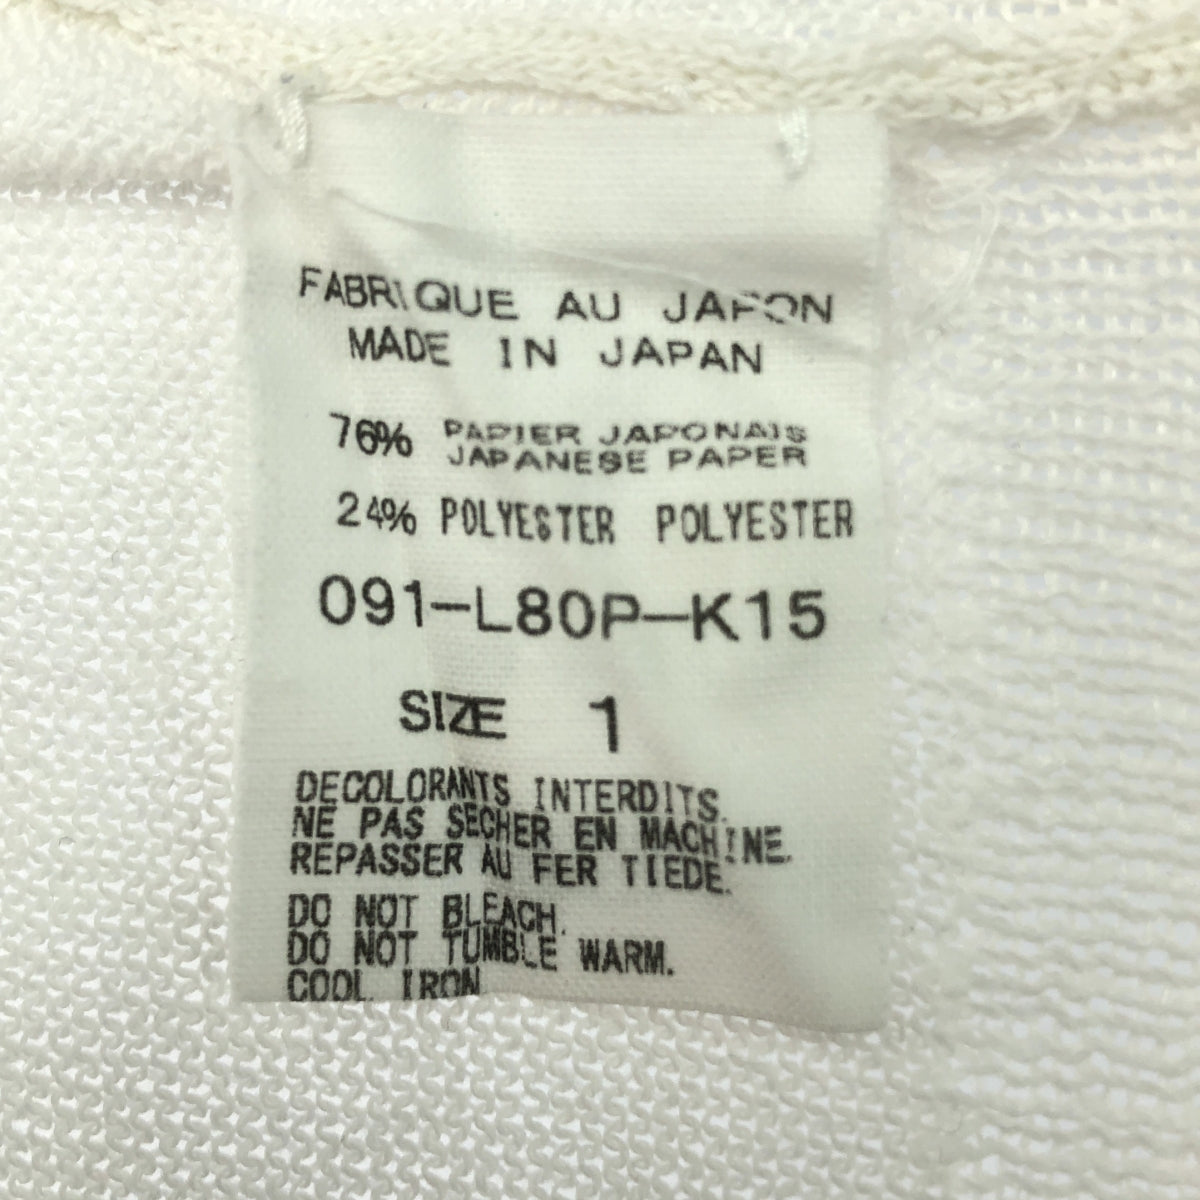 FABRIQUE AU JAPON
MADE IN JAPAN
76% PAPIER JAPONAIS
JAPANESE PAPER
24% POLYESTER POLYESTER
091-L80P-K15
SIZE 1
DECOLORANTS INTERDITS.
NE PAS SECHER EN MACHINE.
REPASSER AU FER TIEDE.
DO NOT BLEACH.
DO NOT TUMBLE WARM.
COOL IRON